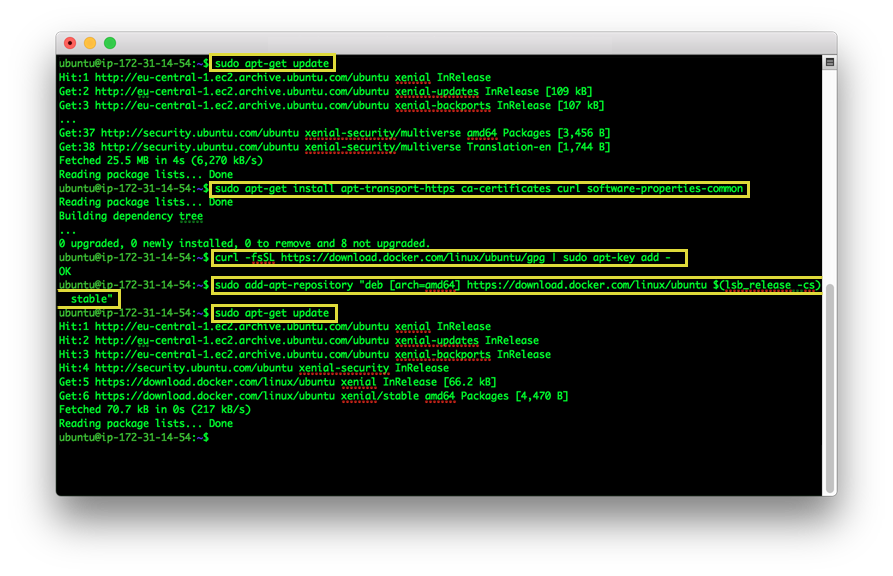 ubuntu@ip-172-31-14-54:~$ sudo apt-get update
Hit:1 http://eu-central-1.ec2.archive.ubuntu.com/ubuntu xenial InRelease
Get:2 http://eu-central-1.ec2.archive.ubuntu.com/ubuntu xenial-updates InRelease [109 kB]
Get:3 http://eu-central-1.ec2.archive.ubuntu.com/ubuntu xenial-backports InRelease [107 kB]
...
Get:37 http://security.ubuntu.com/ubuntu xenial-security/multiverse amd64 Packages [3,456 B]
Get:38 http://security.ubuntu.com/ubuntu xenial-security/multiverse Translation-en [1,744 B]
Fetched 25.5 MB in 4s (6,270 kB/s)
Reading package lists... Done
ubuntu@ip-172-31-14-54:~$ sudo apt-get install apt-transport-https ca-certificates curl software-properties-common
Reading package lists... Done
Building dependency tree
...
0 upgraded, 0 newly installed, 0 to remove and 8 not upgraded.
ubuntu@ip-172-31-14-54:~$ curl -fsSL https://download.docker.com/linux/ubuntu/gpg | sudo apt-key add -
OK
ubuntu@ip-172-31-14-54:~$ sudo add-apt-repository "deb [arch=amd64] https://download.docker.com/linux/ubuntu $(lsb_release -cs)
stable"
ubuntu@ip-172-31-14-54:~$ sudo apt-get update
Hit:1 http://eu-central-1.ec2.archive.ubuntu.com/ubuntu xenial InRelease
Hit:2 http://eu-central-1.ec2.archive.ubuntu.com/ubuntu xenial-updates InRelease
Hit:3 http://eu-central-1.ec2.archive.ubuntu.com/ubuntu xenial-backports InRelease
Hit:4 http://security.ubuntu.com/ubuntu xenial-security InRelease
Get:5 https://download.docker.com/linux/ubuntu xenial InRelease [66.2 kB]
Get:6 https://download.docker.com/linux/ubuntu xenial/stable amd64 Packages [4,470 B]
Fetched 70.7 kB in 0s (217 kB/s)
Reading package lists... Done
ubuntu@ip-172-31-14-54:~$